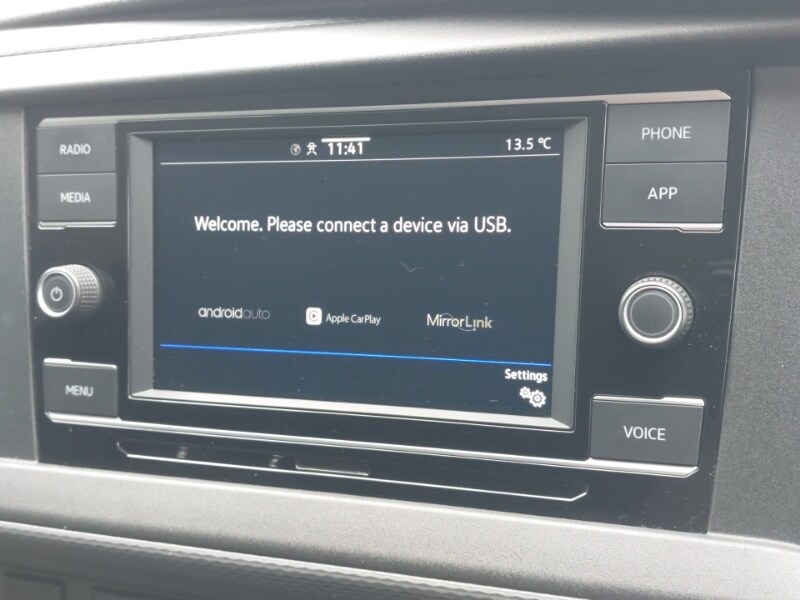 RADIO
MEDIA
MENU
11:41
13.5 °C
Welcome. Please connect a device via USB.
androidauto
Apple CarPlay
MirrorLink
Settings
PHONE
APP
VOICE